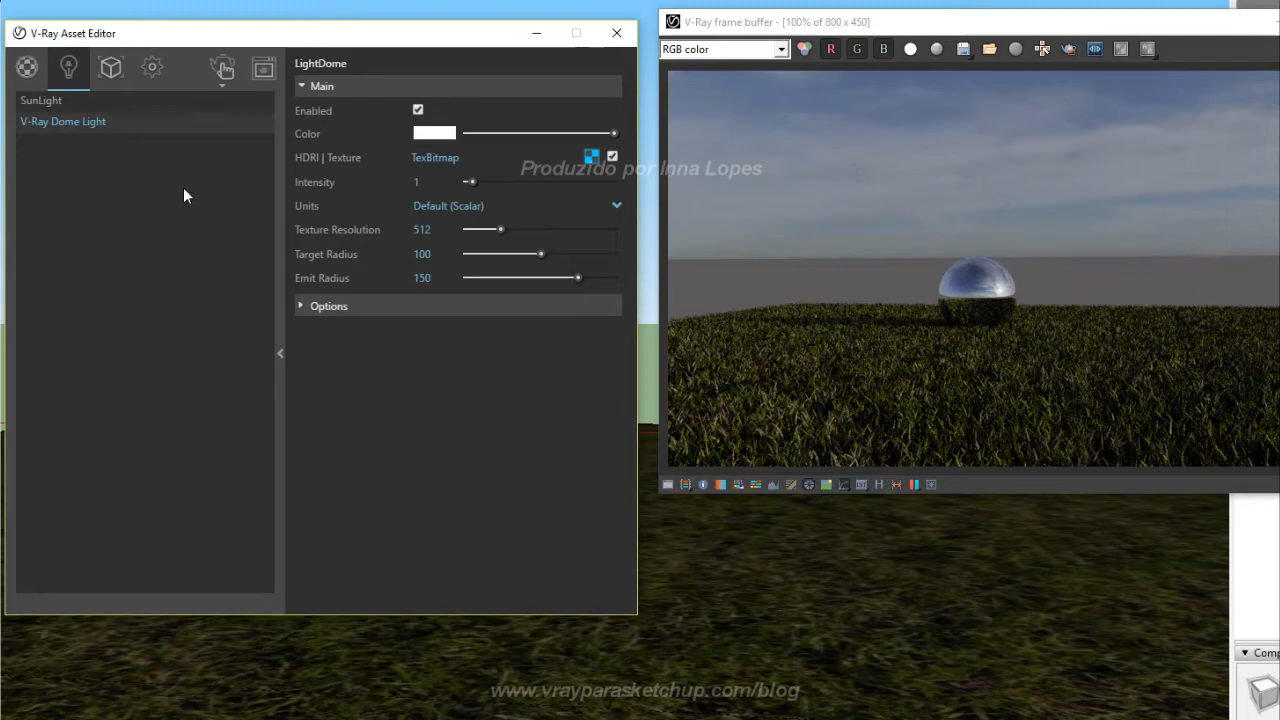 V-Ray Asset Editor
SunLight
V-Ray Dome Light
LightDome
Main
Enabled
Color
HDRI | Texture TexBitmap
Intensity 1
Units Default (Scalar)
Texture Resolution 512
Target Radius 100
Emit Radius 150
Options
V-Ray frame buffer - [100% of 800 x 450]
RGB color R G B
Produzido por Inna Lopes
H
www.vrayparasketchup.com/blog
Comp